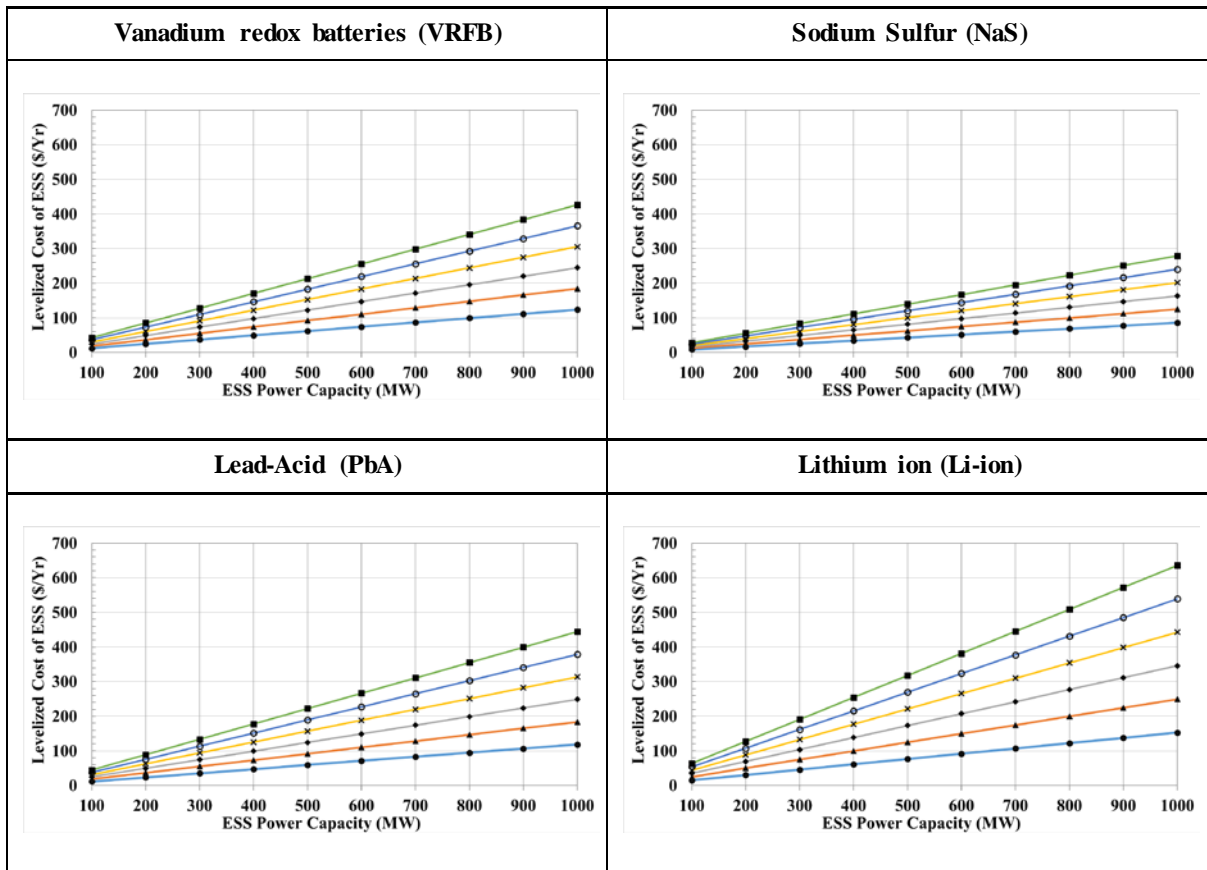 Vanadium redox batteries (VRFB)
Sodium Sulfur (NaS)
Levelized Cost of ESS ($/Yr)
700
600
500
400
300
200
100
0
100 200 300 400 500 600 700 800 900 1000
ESS Power Capacity (MW)
Levelized Cost of ESS ($/Yr)
700
600
500
400
300
200
100
0
100 200 300 400 500 600 700 800 900 1000
ESS Power Capacity (MW)
Lead-Acid (PbA)
Lithium ion (Li-ion)
Levelized Cost of ESS ($/Yr)
700
600
500
400
300
200
100
0
100 200 300 400 500 600 700 800 900 1000
ESS Power Capacity (MW)
Levelized Cost of ESS ($/Yr)
700
600
500
400
300
200
100
0
100 200 300 400 500 600 700 800 900 1000
ESS Power Capacity (MW)